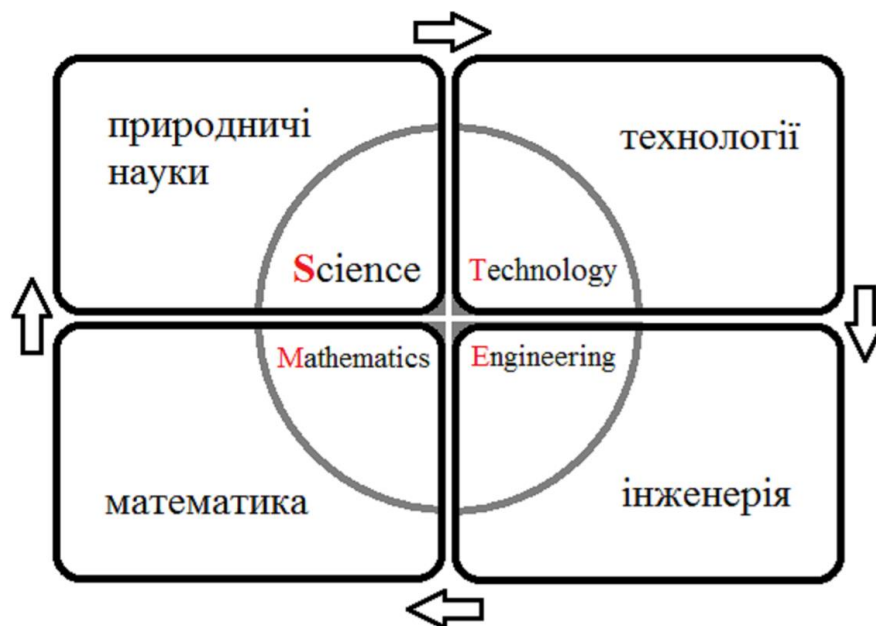 природничі
науки
технології
Science
Technology
Mathematics
Engineering
математика
інженерія